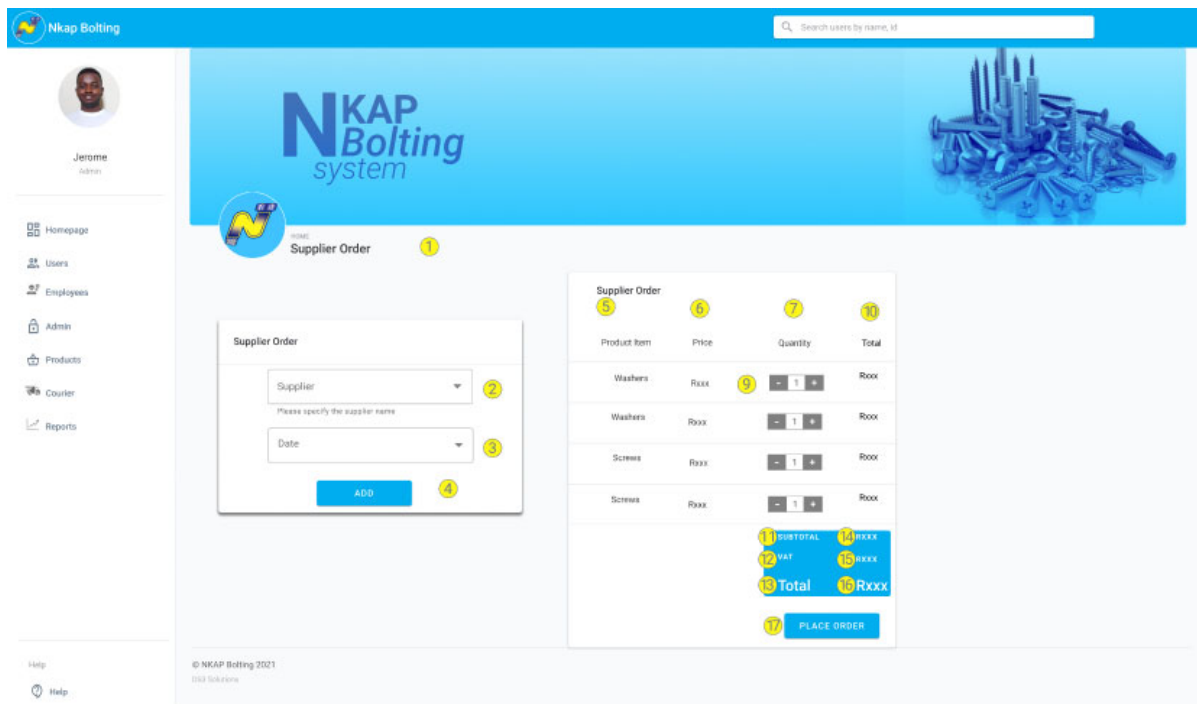 Nkap Bolting
Search users by name, id
Jerome
Admin
Homepage
Users
Employees
Admin
Products
Courier
Reports
Help
Help
NKAP
Bolting
system
HOME
Supplier Order
1
Supplier Order
Supplier
2
Please specify the supplier name
Date
3
ADD
4
Supplier Order
5 6 7 10
Product Item Price Quantity Total
Washers Rxxx 9 - 1 + Rxxx
Washers Rxxx - 1 + Rxxx
Screws Rxxx - 1 + Rxxx
Screws Rxxx - 1 + Rxxx
11 SUBTOTAL 14 RXXX
12 VAT 15 RXXX
13 Total 16 Rxxx
17 PLACE ORDER
© NKAP Bolting 2021